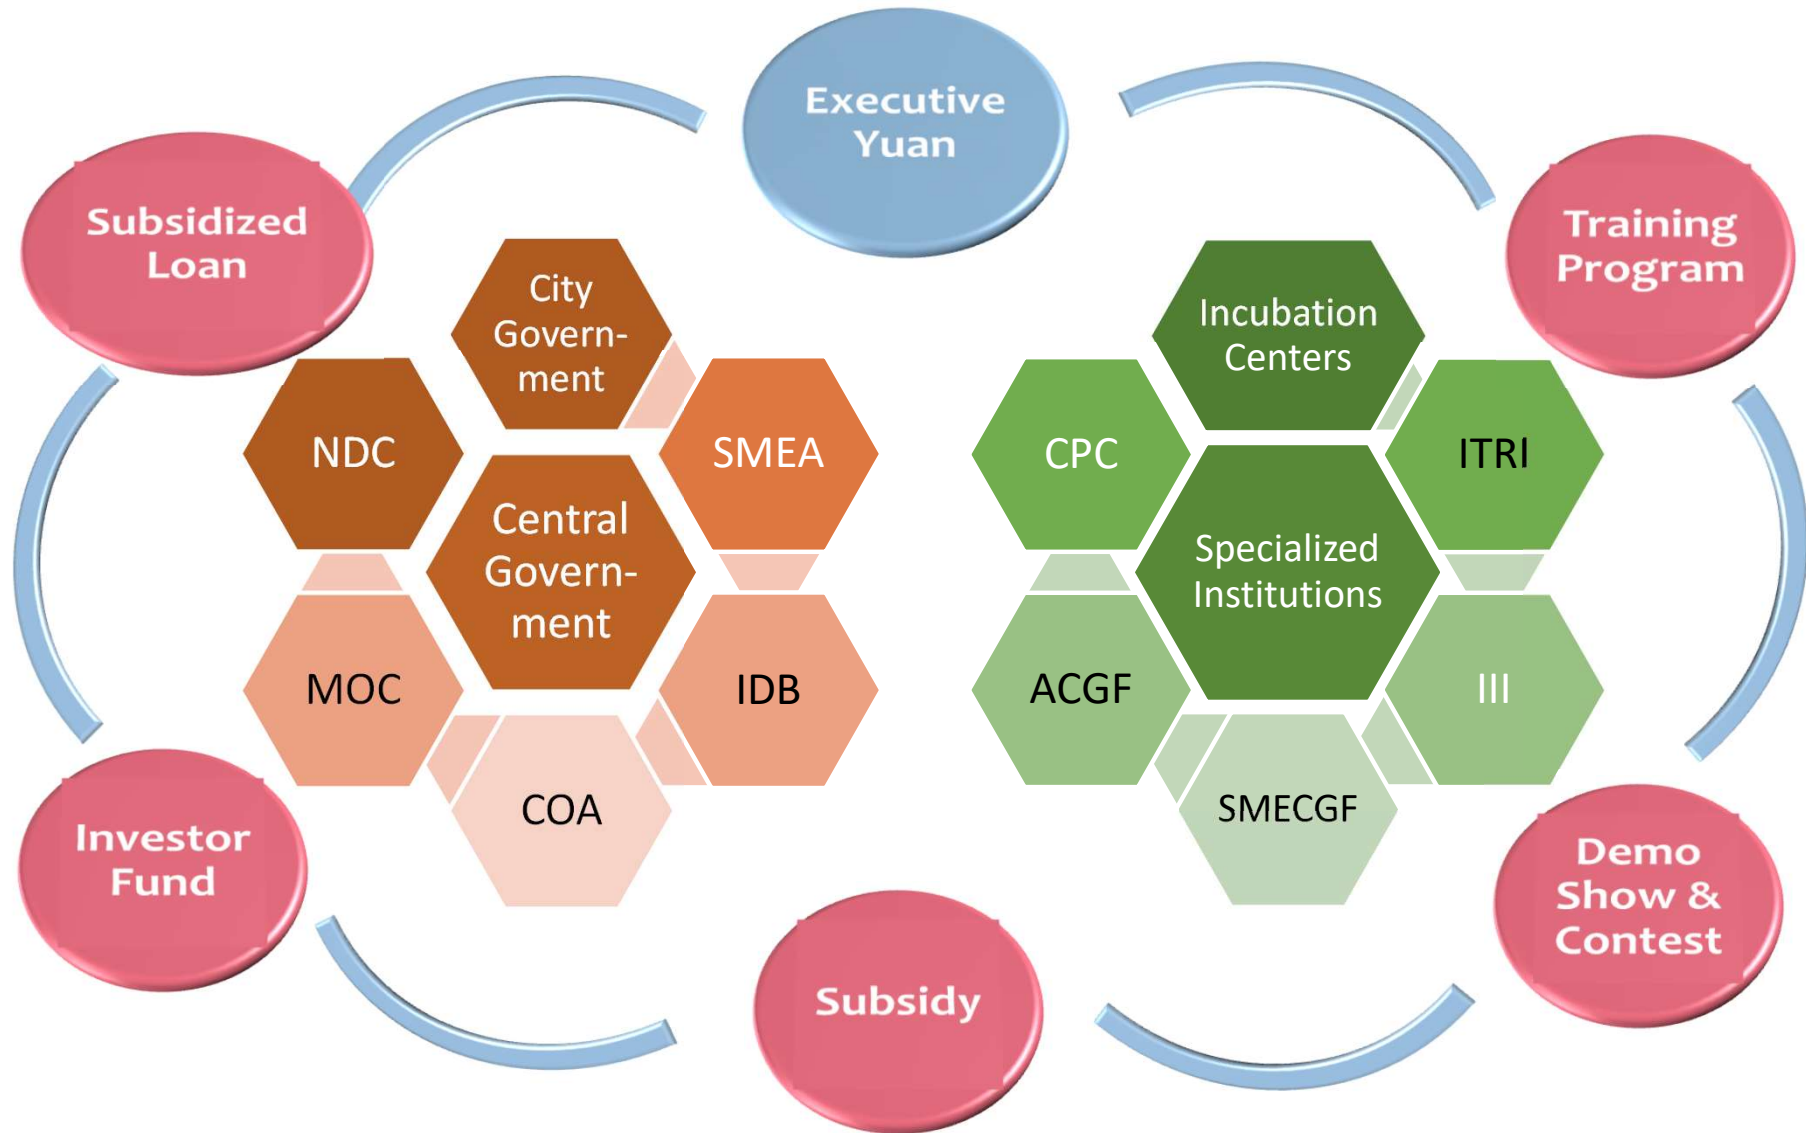 Executive
Yuan
Subsidized
Loan
Training
Program
City
Govern-
ment
Incubation
Centers
NDC
SMEA
CPC
ITRI
Central
Govern-
ment
Specialized
Institutions
MOC
IDB
ACGF
III
COA
SMECGF
Investor
Fund
Demo
Show &
Contest
Subsidy